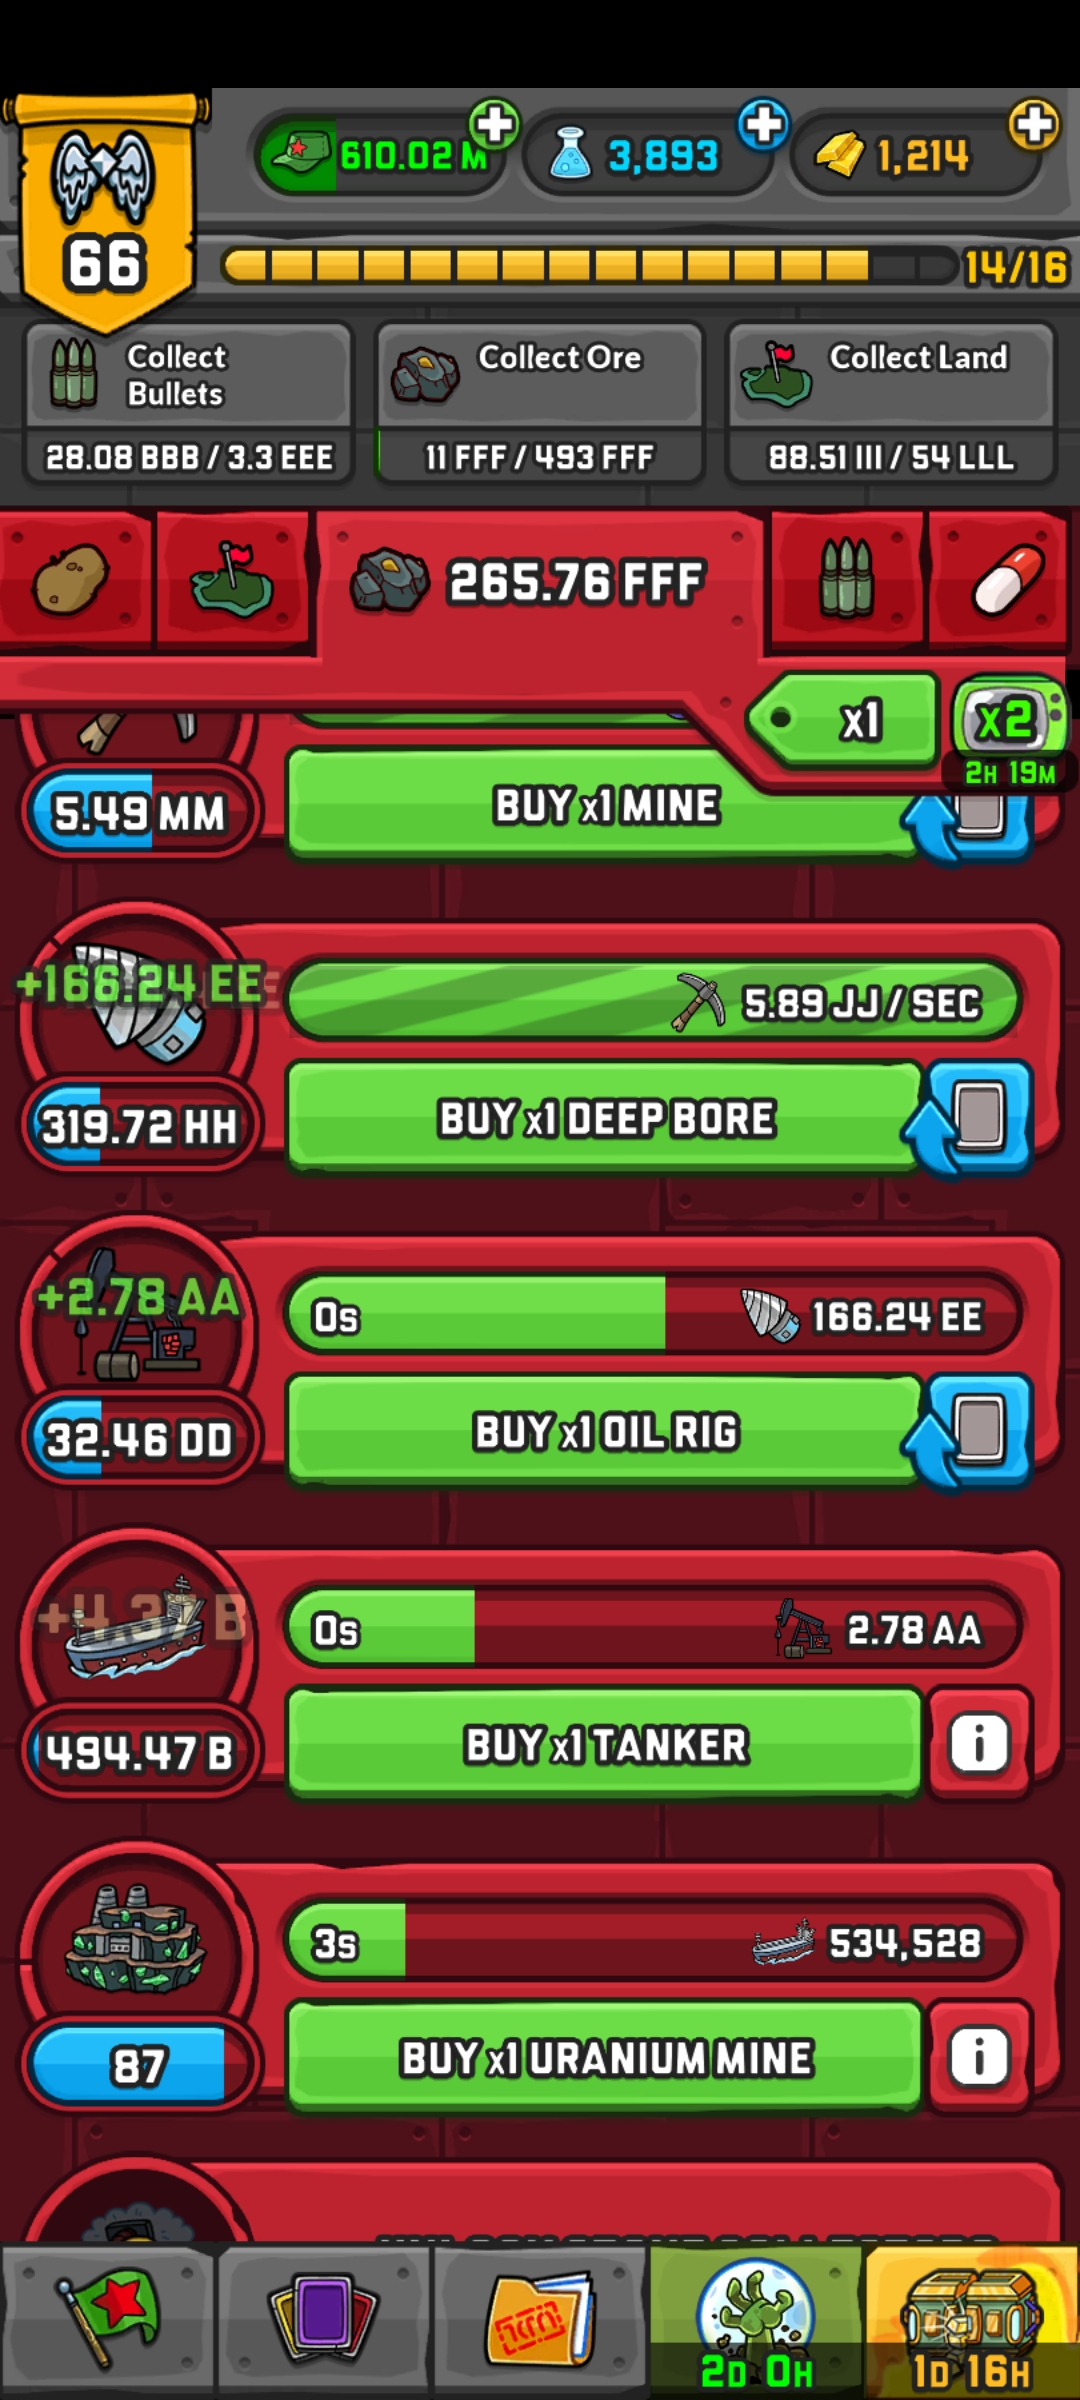 610.02 M
3,893
1,214
66
14/16
Collect
Bullets
28.08 BBB / 3.3 EEE
Collect Ore
11 FFF / 493 FFF
Collect Land
88.51 III / 54 LLL
265.76 FFF
x1
x2
2H 19M
5.49 MM
BUY x1 MINE
+166.24 EE
5.89 JJ / SEC
319.72 HH
BUY x1 DEEP BORE
+2.78 AA
0s
166.24 EE
32.46 DD
BUY x1 OIL RIG
+4.37 B
0s
2.78 AA
494.47 B
BUY x1 TANKER
i
3s
534,528
87
BUY x1 URANIUM MINE
i
2D 0H
1D 16H